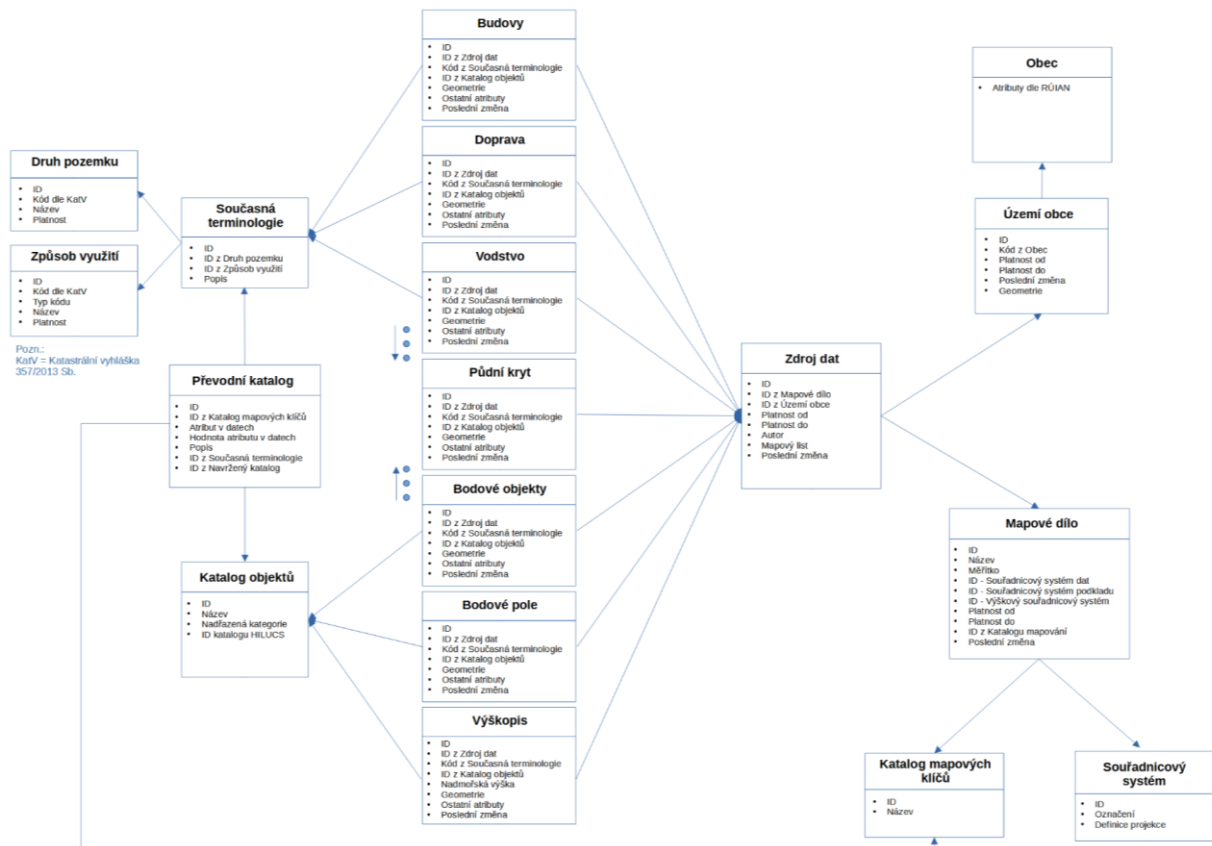 Druh pozemku
• ID
• Kód dle KatV
• Název
• Platnost
Způsob využití
• ID
• Kód dle KatV
• Typ kódu
• Název
• Platnost
Pozn.:
KatV = Katastrální vyhláška
357/2013 Sb.
Současná
terminologie
• ID
• ID z Druh pozemku
• ID z Způsob využití
• Popis
Převodní katalog
• ID
• ID z Katalog mapových klíčů
• Atribut v datech
• Hodnota atributu v datech
• Popis
• ID z Současná terminologie
• ID z Navržený katalog
Katalog objektů
• ID
• Název
• Nadřazená kategorie
• ID katalogu HILUCS
Budovy
• ID
• ID z Zdroj dat
• Kód z Současná terminologie
• ID z Katalog objektů
• Geometrie
• Ostatní atributy
• Poslední změna
Doprava
• ID
• ID z Zdroj dat
• Kód z Současná terminologie
• ID z Katalog objektů
• Geometrie
• Ostatní atributy
• Poslední změna
Vodstvo
• ID
• ID z Zdroj dat
• Kód z Současná terminologie
• ID z Katalog objektů
• Geometrie
• Ostatní atributy
• Poslední změna
Půdní kryt
• ID
• ID z Zdroj dat
• Kód z Současná terminologie
• ID z Katalog objektů
• Geometrie
• Ostatní atributy
• Poslední změna
Bodové objekty
• ID
• ID z Zdroj dat
• Kód z Současná terminologie
• ID z Katalog objektů
• Geometrie
• Ostatní atributy
• Poslední změna
Bodové pole
• ID
• ID z Zdroj dat
• Kód z Současná terminologie
• ID z Katalog objektů
• Geometrie
• Ostatní atributy
• Poslední změna
Výškopis
• ID
• ID z Zdroj dat
• Kód z Současná terminologie
• ID z Katalog objektů
• Nadmořská výška
• Geometrie
• Ostatní atributy
• Poslední změna
Zdroj dat
• ID
• ID z Mapové dílo
• ID z Území obce
• Platnost od
• Platnost do
• Autor
• Mapový list
• Poslední změna
Obec
• Atributy dle RÚIAN
Území obce
• ID
• Kód z Obec
• Platnost od
• Platnost do
• Poslední změna
• Geometrie
Mapové dílo
• ID
• Název
• Měřítko
• ID - Souřadnicový systém dat
• ID - Souřadnicový systém podkladu
• ID - Výškový souřadnicový systém
• Platnost od
• Platnost do
• ID z Katalogu mapování
• Poslední změna
Katalog mapových
klíčů
• ID
• Název
Souřadnicový
systém
• ID
• Označení
• Definice projekce